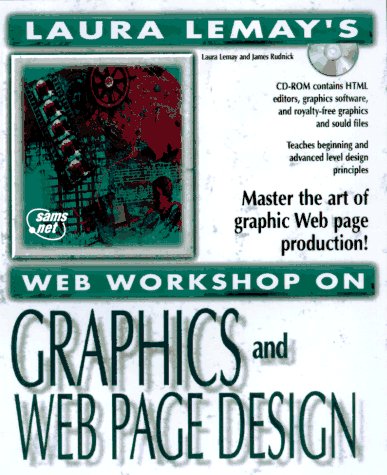 LAURA LEMAY'S
Laura Lemay and James Rudnick
CD-ROM contains HTML
editors, graphics software,
and royalty-free graphics
and sould files
Teaches beginning and
advanced level design
principles
Master the art of
graphic Web page
production!
sams
.net
WEB WORKSHOP ON
GRAPHICS and
WEB PAGE DESIGN